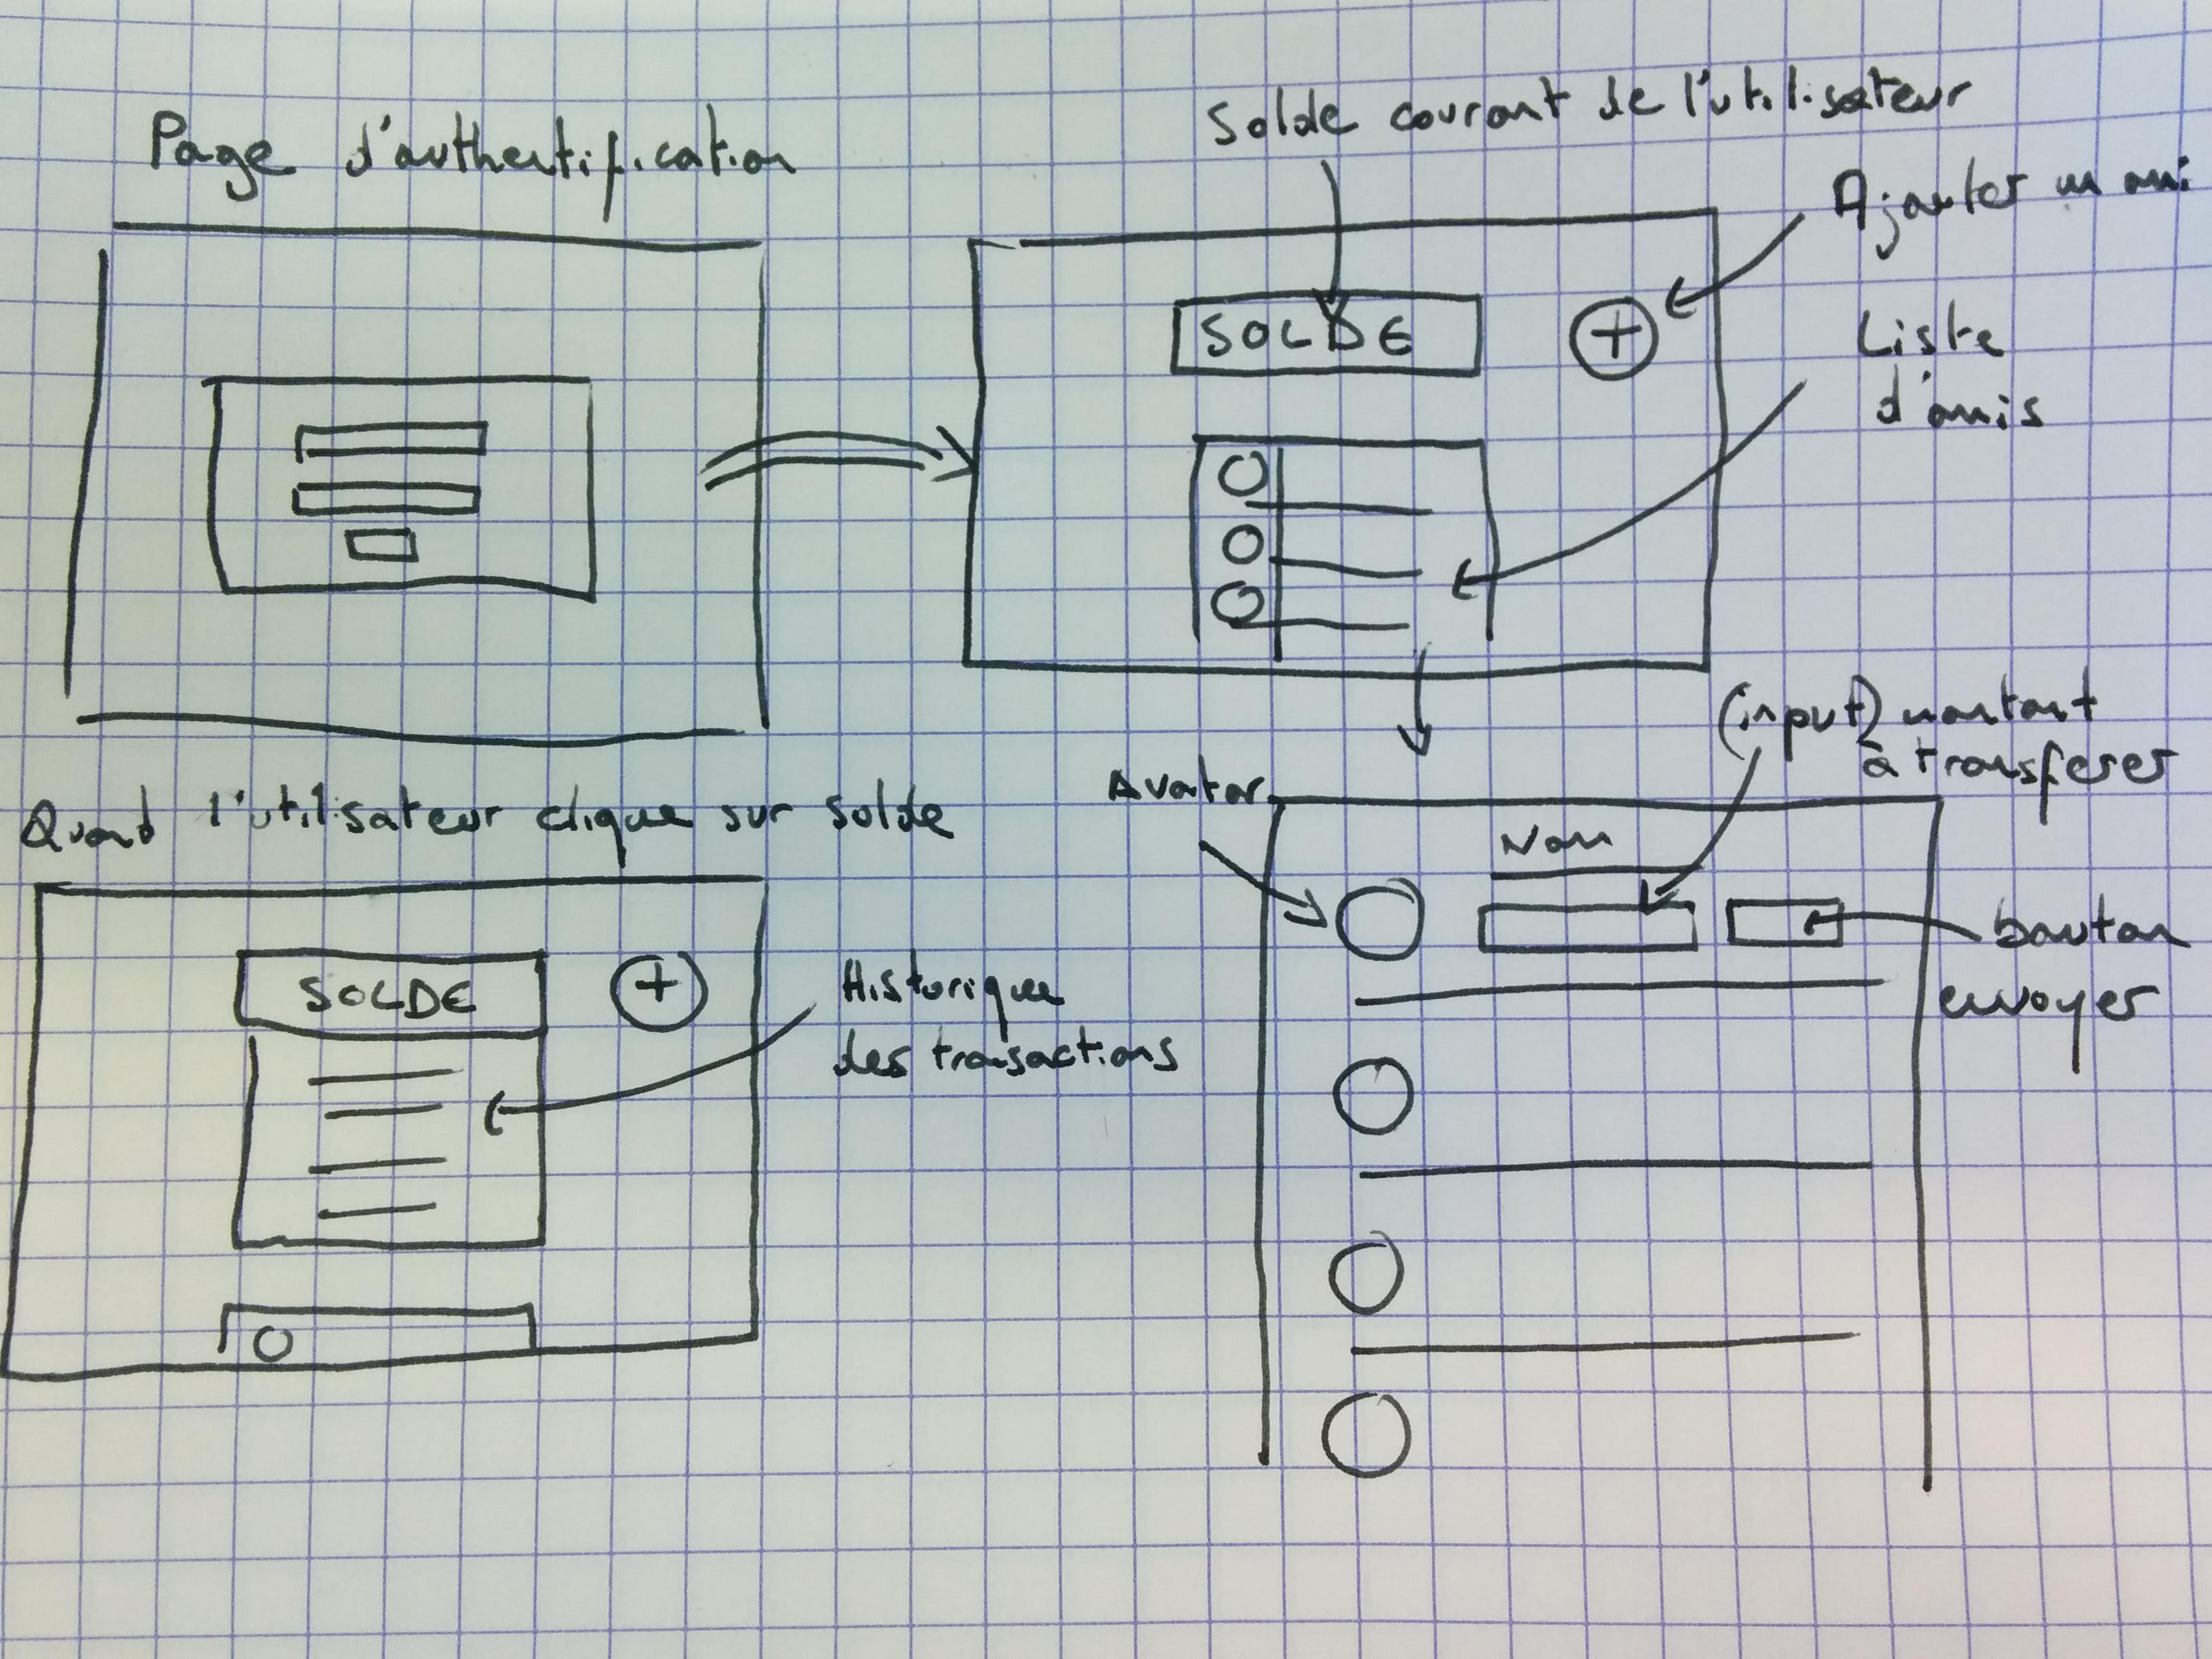 Page d'authentification
Solde courant de l'utilisateur
Ajouter un ami
SOLDE
+
Liste
d'amis
(input) montant
à transferer
Avatar
Nom
bouton
envoyer
Quand l'utilisateur clique sur solde
SOLDE
+
Historique
des transactions